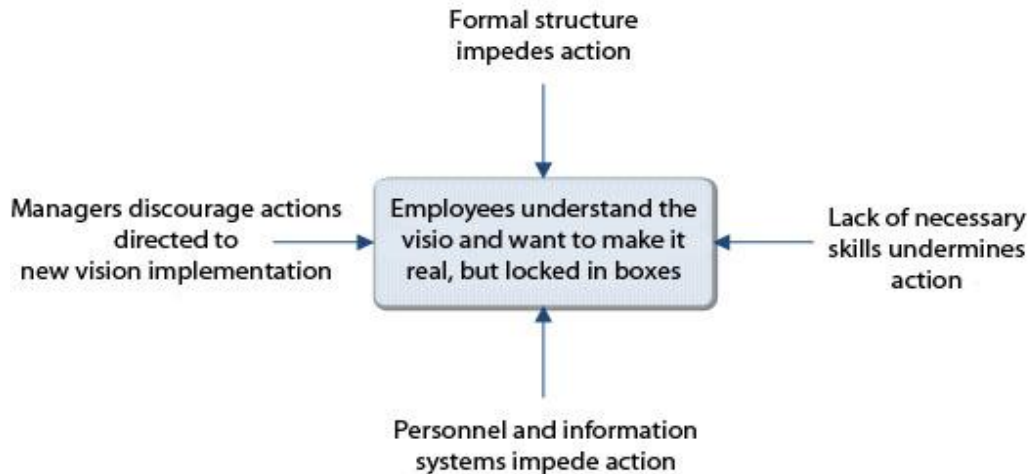 Formal structure
impedes action
Managers discourage actions
directed to
new vision implementation
Employees understand the
visio and want to make it
real, but locked in boxes
Lack of necessary
skills undermines
action
Personnel and information
systems impede action